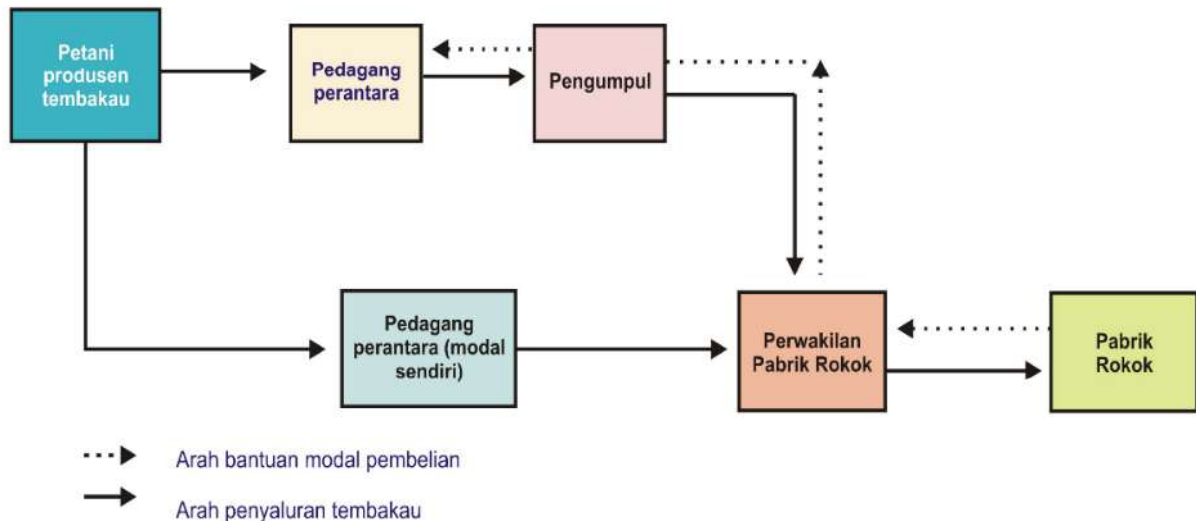 Petani
produsen
tembakau
Pedagang
perantara
Pengumpul
Pedagang
perantara (modal
sendiri)
Perwakilan
Pabrik Rokok
Pabrik
Rokok
Arah bantuan modal pembelian
Arah penyaluran tembakau